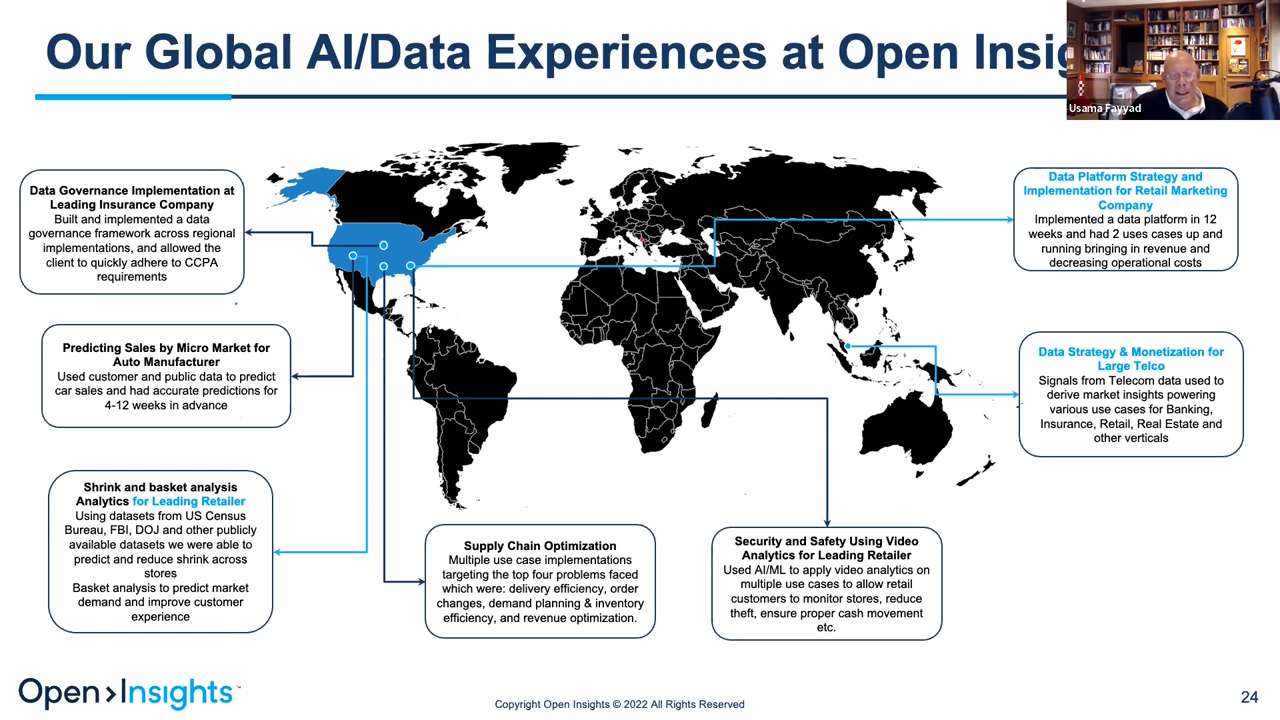 Our Global AI/Data Experiences at Open Insig
Usama Fayyad
Data Governance Implementation at
Leading Insurance Company
Built and implemented a data
governance framework across regional
implementations, and allowed the
client to quickly adhere to CCPA
requirements
Predicting Sales by Micro Market for
Auto Manufacturer
Used customer and public data to predict
car sales and had accurate predictions for
4-12 weeks in advance
Shrink and basket analysis
Analytics for Leading Retailer
Using datasets from US Census
Bureau, FBI, DOJ and other publicly
available datasets we were able to
predict and reduce shrink across
stores
Basket analysis to predict market
demand and improve customer
experience
Supply Chain Optimization
Multiple use case implementations
targeting the top four problems faced
which were: delivery efficiency, order
changes, demand planning & inventory
efficiency, and revenue optimization.
Security and Safety Using Video
Analytics for Leading Retailer
Used AI/ML to apply video analytics on
multiple use cases to allow retail
customers to monitor stores, reduce
theft, ensure proper cash movement
etc.
Data Platform Strategy and
Implementation for Retail Marketing
Company
Implemented a data platform in 12
weeks and had 2 uses cases up and
running bringing in revenue and
decreasing operational costs
Data Strategy & Monetization for
Large Telco
Signals from Telecom data used to
derive market insights powering
various use cases for Banking,
Insurance, Retail, Real Estate and
other verticals
Open>Insights™
Copyright Open Insights © 2022 All Rights Reserved
24